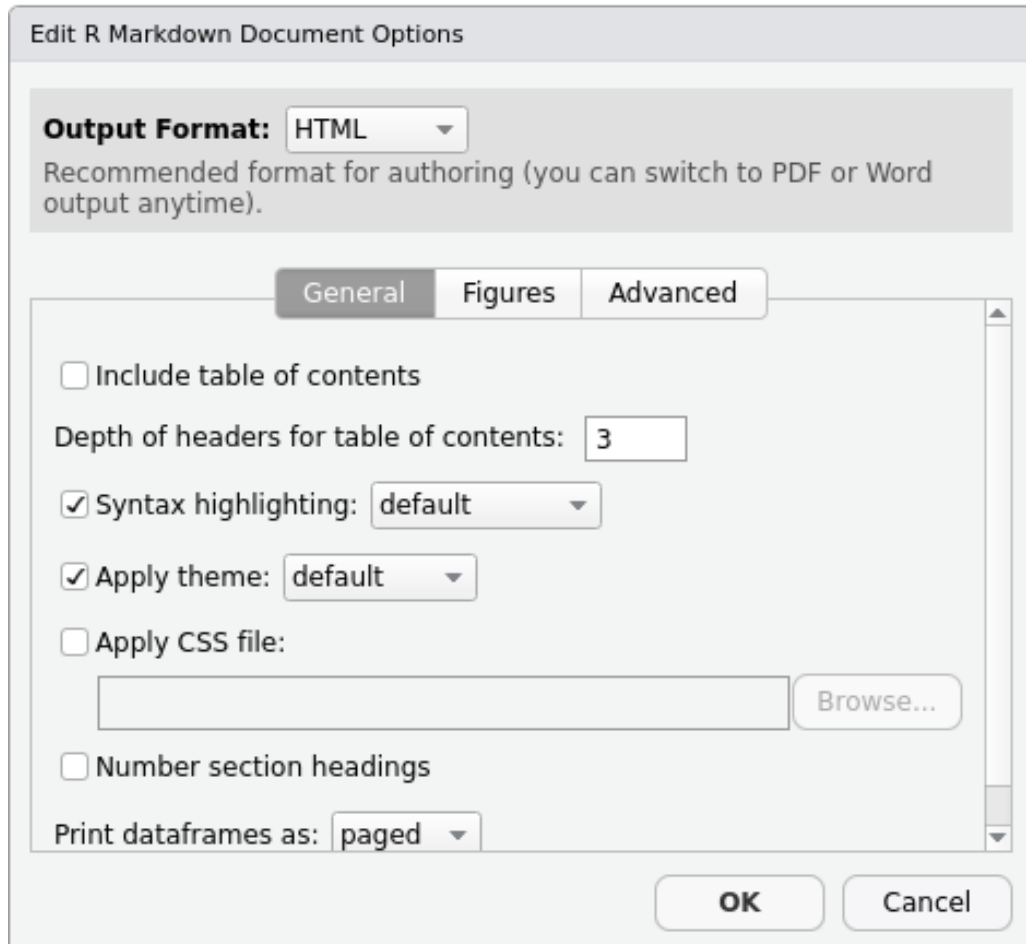 Edit R Markdown Document Options
Output Format: HTML
Recommended format for authoring (you can switch to PDF or Word
output anytime).
General Figures Advanced
Include table of contents
Depth of headers for table of contents: 3
Syntax highlighting: default
Apply theme: default
Apply CSS file:
Browse...
Number section headings
Print dataframes as: paged
OK Cancel